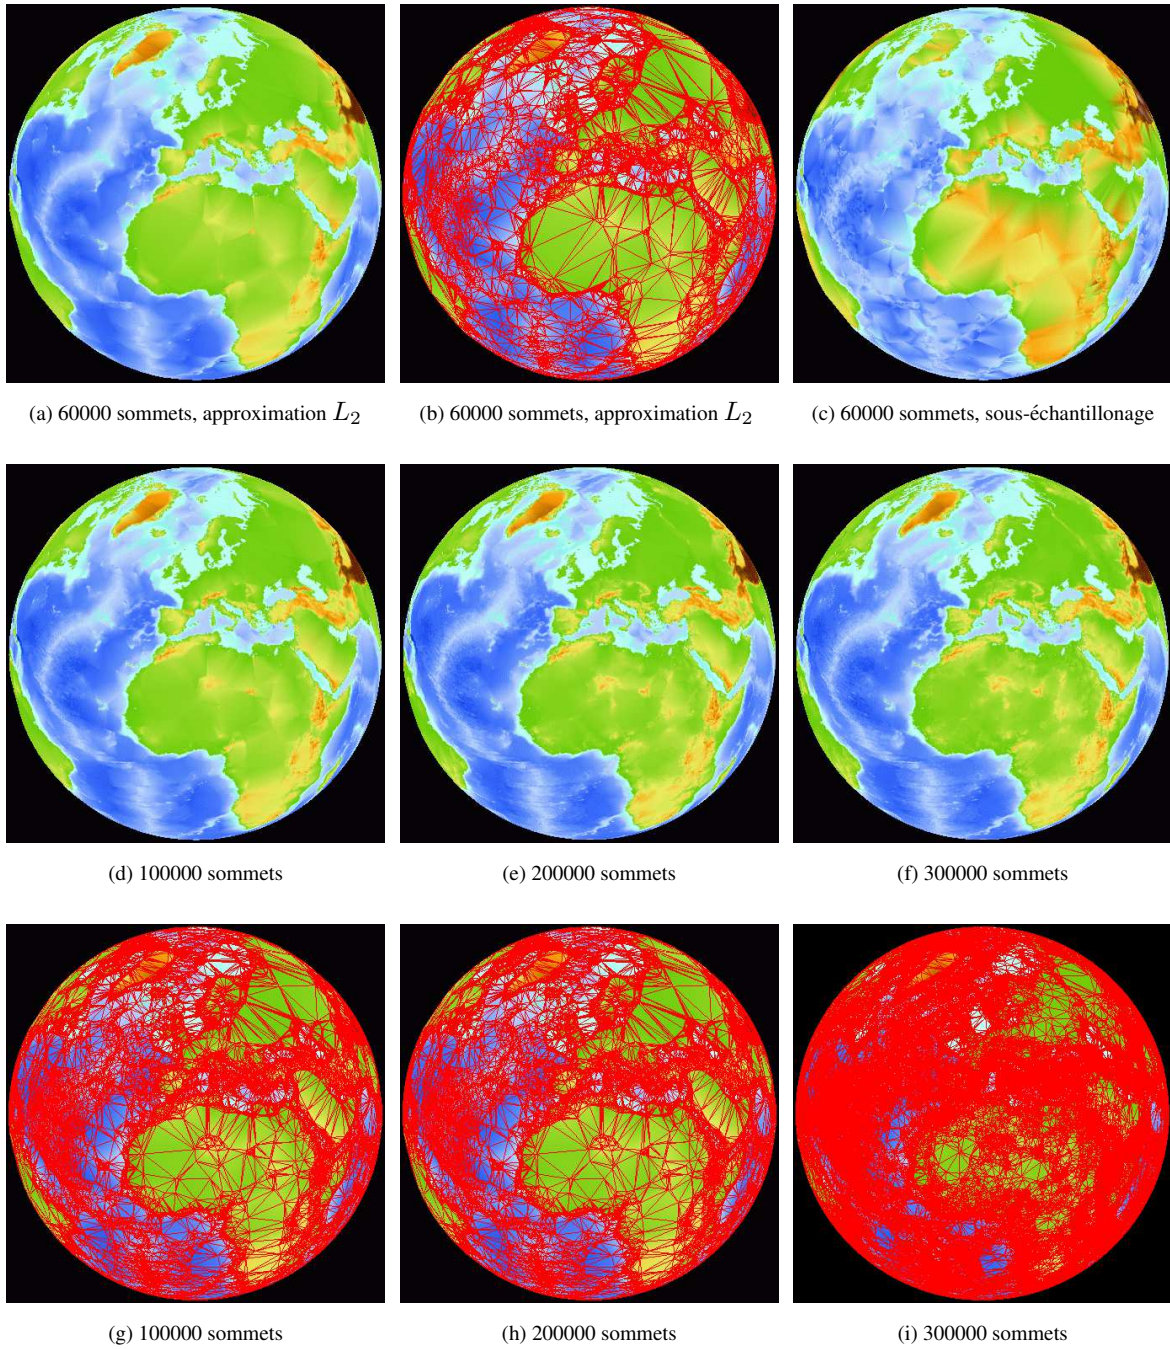 (a) 60000 sommets, approximation L2
(b) 60000 sommets, approximation L2
(c) 60000 sommets, sous-échantillonage
(d) 100000 sommets
(e) 200000 sommets
(f) 300000 sommets
(g) 100000 sommets
(h) 200000 sommets
(i) 300000 sommets